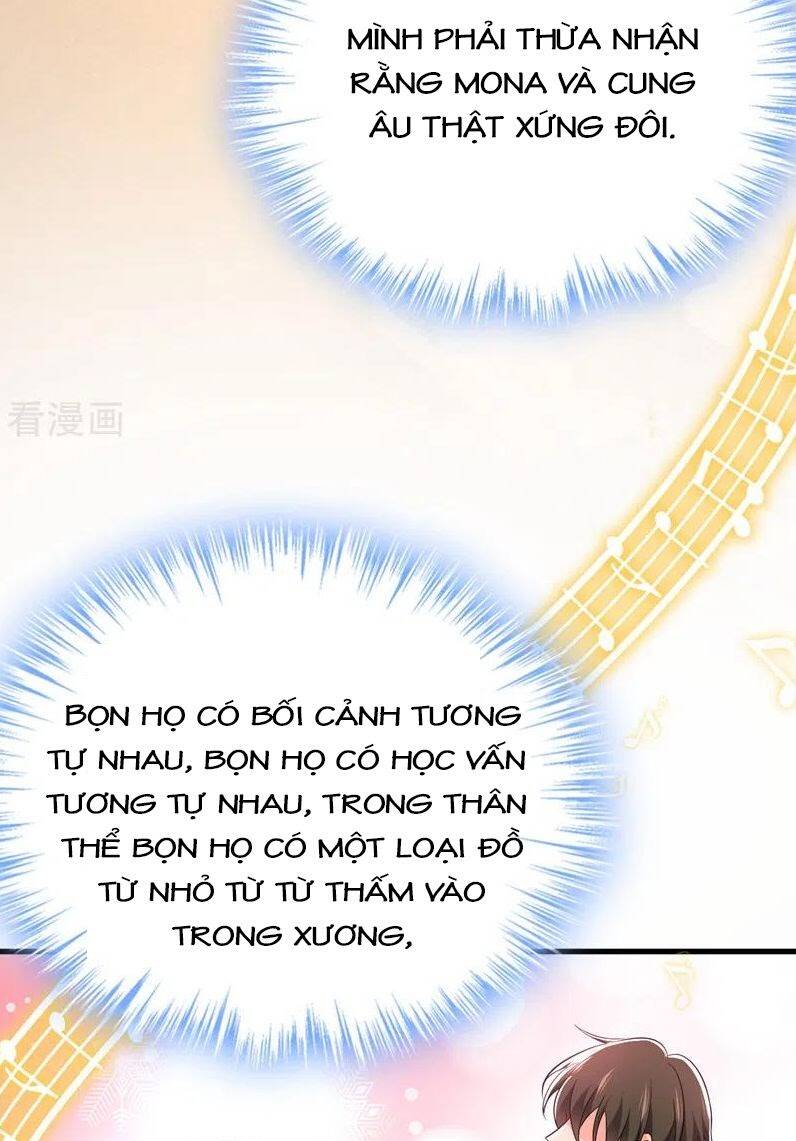 MÌNH PHẢI THỪA NHẬN
RẰNG MONA VÀ CUNG
ÂU THẬT XỨNG ĐÔI.
看漫画
BỌN HỌ CÓ BỐI CẢNH TƯƠNG
TỰ NHAU, BỌN HỌ CÓ HỌC VẤN
TƯƠNG TỰ NHAU, TRONG THÂN
THỂ BỌN HỌ CÓ MỘT LOẠI ĐỒ
TỪ NHỎ TỪ TỪ THẤM VÀO
TRONG XƯƠNG,